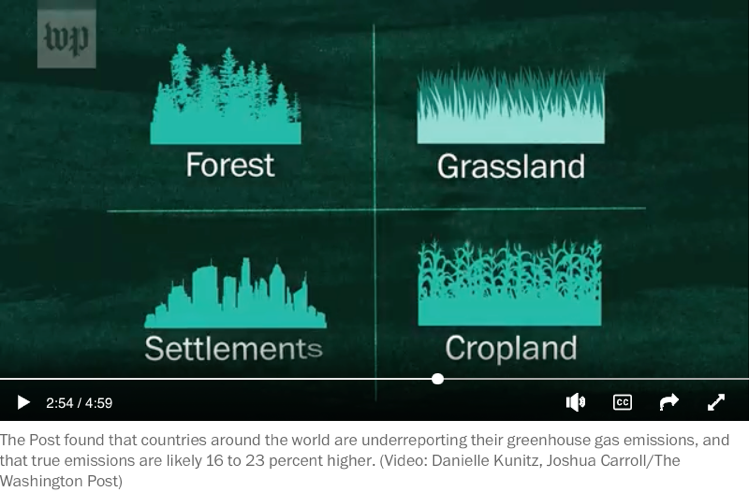 wp
Forest
Grassland
Settlements
Cropland
2:54 / 4:59
CC
The Post found that countries around the world are underreporting their greenhouse gas emissions, and
that true emissions are likely 16 to 23 percent higher. (Video: Danielle Kunitz, Joshua Carroll/The
Washington Post)